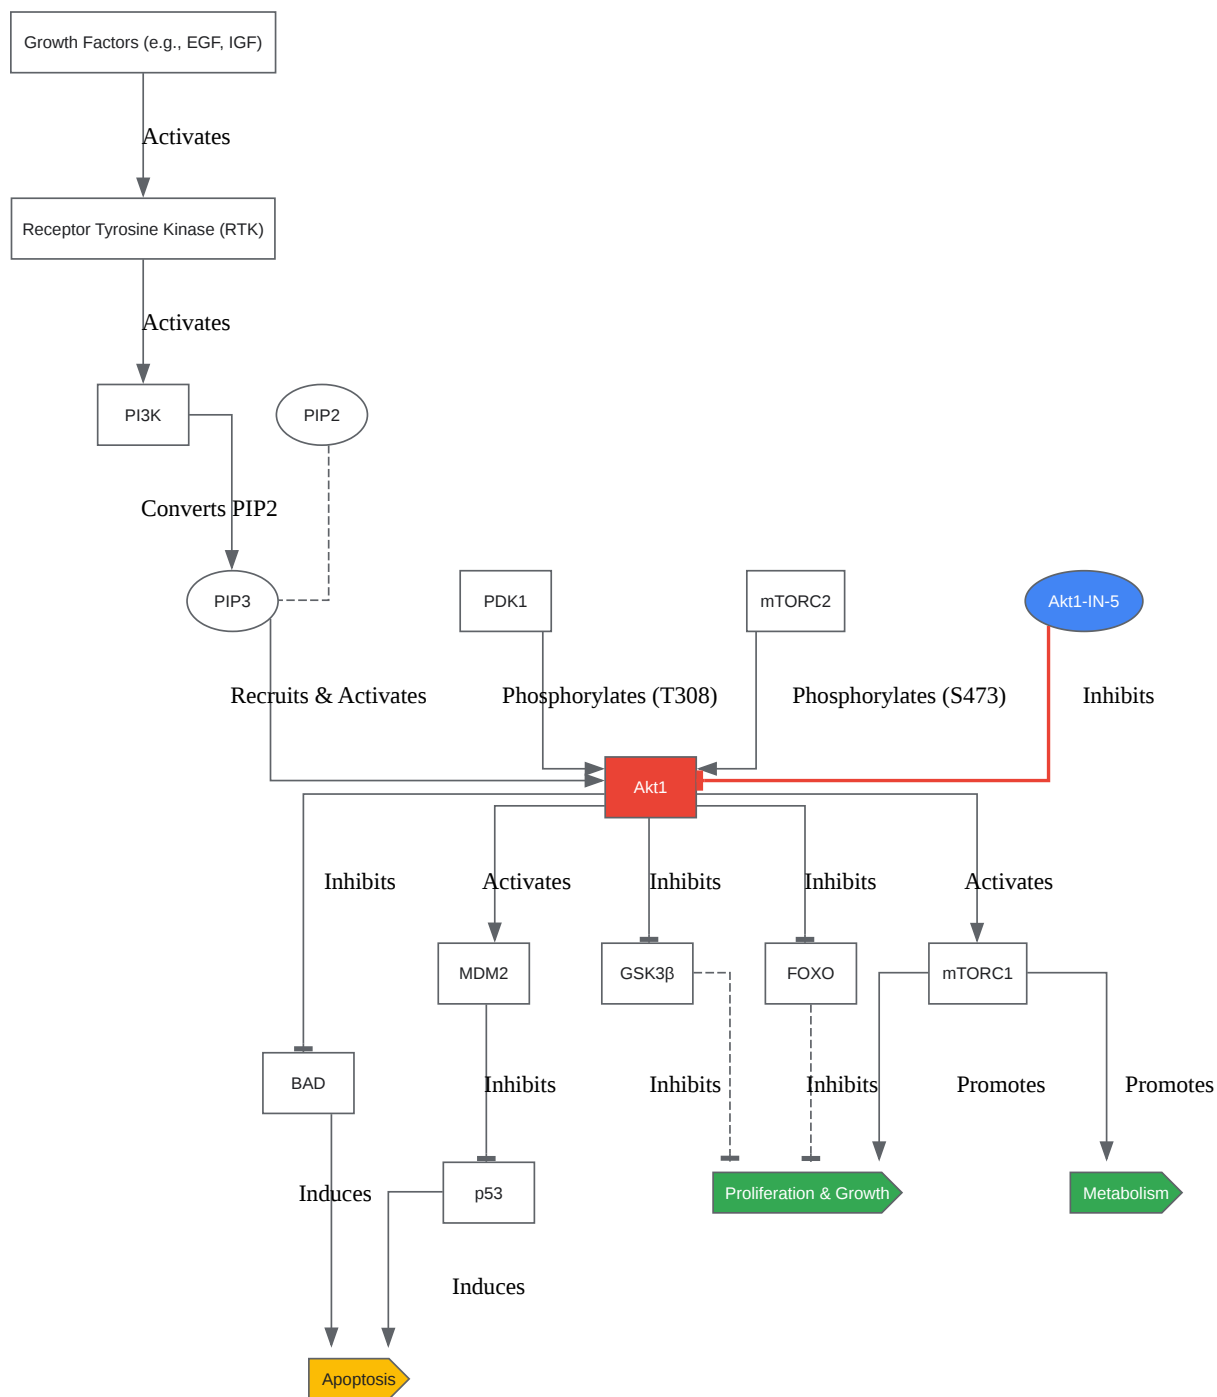 Growth Factors (e.g., EGF, IGF)
Activates
Receptor Tyrosine Kinase (RTK)
Activates
PI3K
PIP2
Converts PIP2
PIP3
PDK1
mTORC2
Akt1-IN-5
Recruits & Activates
Phosphorylates (T308)
Phosphorylates (S473)
Inhibits
Akt1
Inhibits
Activates
Inhibits
Inhibits
Activates
MDM2
GSK3β
FOXO
mTORC1
BAD
Inhibits
Inhibits
Inhibits
Promotes
Promotes
Induces
p53
Proliferation & Growth
Metabolism
Induces
Apoptosis